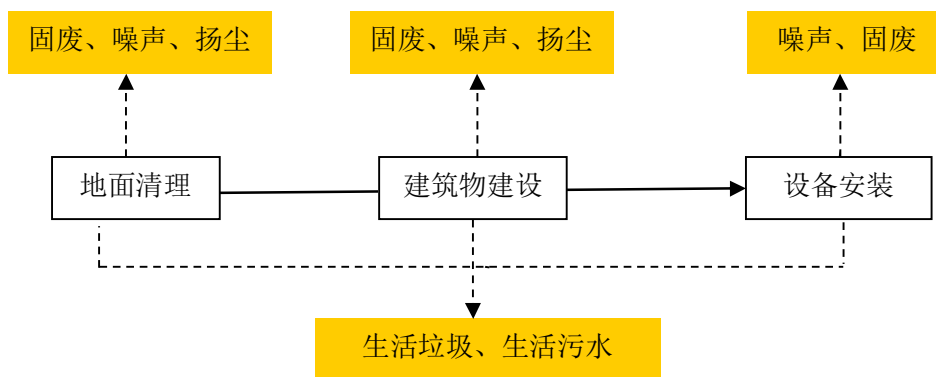 固废、噪声、扬尘
固废、噪声、扬尘
噪声、固废
地面清理
建筑物建设
设备安装
生活垃圾、生活污水